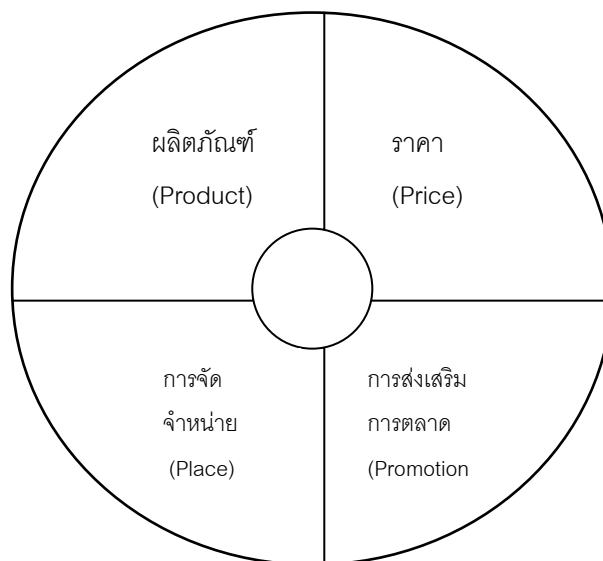 ผลิตภัณฑ์
(Product)
ราคา
(Price)
การจัด
จำหน่าย
(Place)
การส่งเสริม
การตลาด
(Promotion